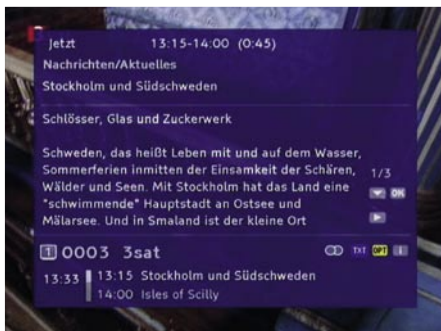 Jetzt 13:15-14:00 (0:45)
Nachrichten/Aktuelles
Stockholm und Südschweden
Schlösser, Glas und Zuckerwerk
Schweden, das heißt Leben mit und auf dem Wasser,
Sommerferien inmitten der Einsamkeit der Schären, 1/3
Wälder und Seen. Mit Stockholm hat das Land eine
"schwimmende" Hauptstadt an Ostsee und OK
Mälarsee. Und in Smaland ist der kleine Ort
1 0003 3sat TXT OPT i
13:33 13:15 Stockholm und Südschweden
14:00 Isles of Scilly